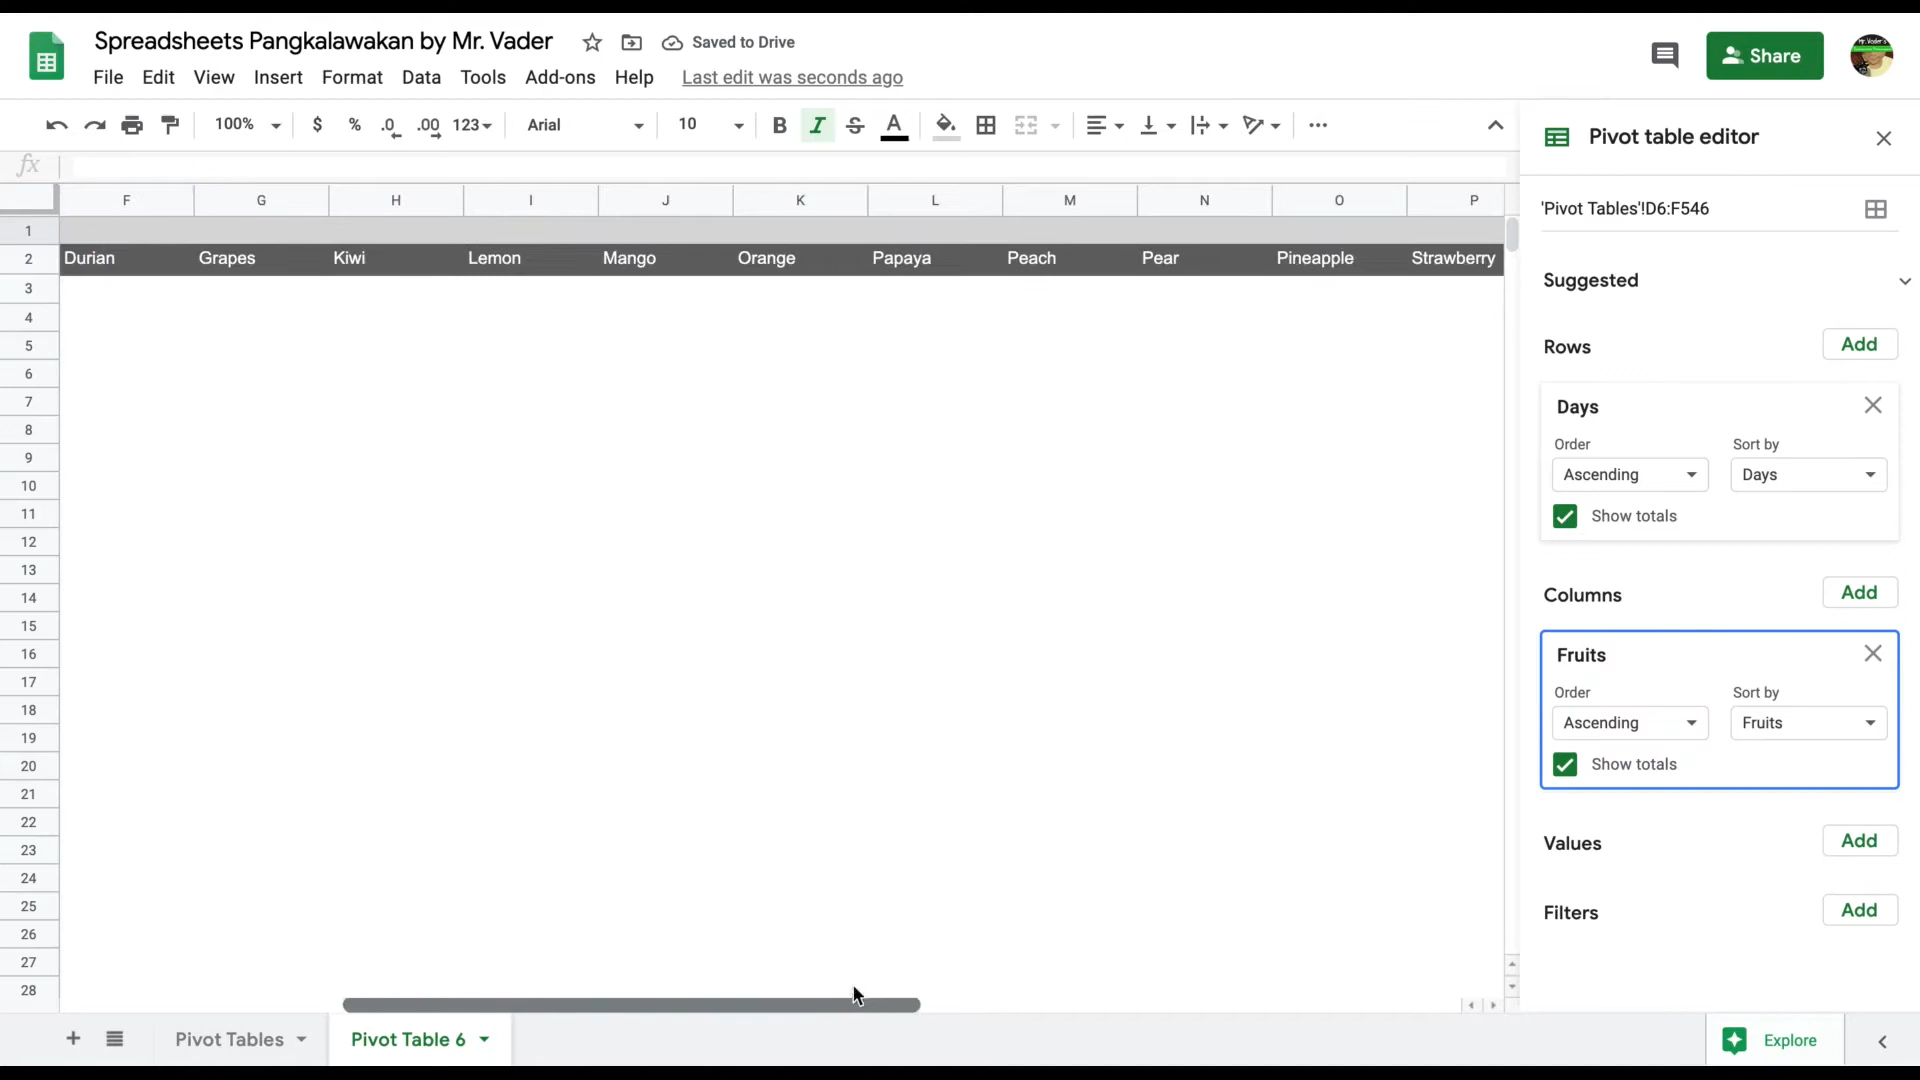 Spreadsheets Pangkalawakan by Mr. Vader Saved to Drive
File Edit View Insert Format Data Tools Add-ons Help Last edit was seconds ago
Share
100% $ % .0 .00 123 Arial 10 B I S A
fx
Pivot table editor
F G H I J K L M N O P
1
2 Durian Grapes Kiwi Lemon Mango Orange Papaya Peach Pear Pineapple Strawberry
3
4
5
6
7
8
9
10
11
12
13
14
15
16
17
18
19
20
21
22
23
24
25
26
27
28
'Pivot Tables'!D6:F546
Suggested
Rows Add
Days
Order Sort by
Ascending Days
Show totals
Columns Add
Fruits
Order Sort by
Ascending Fruits
Show totals
Values Add
Filters Add
Pivot Tables Pivot Table 6
Explore